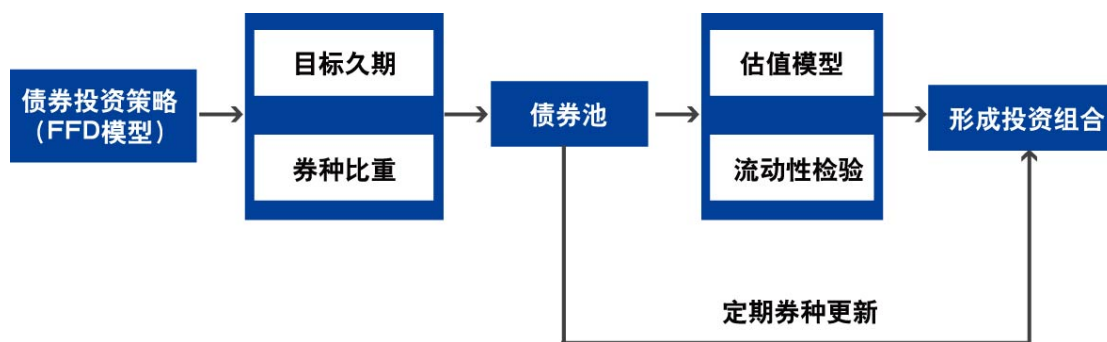 债券投资策略
（FFD模型）
目标久期
券种比重
债券池
估值模型
流动性检验
形成投资组合
定期券种更新